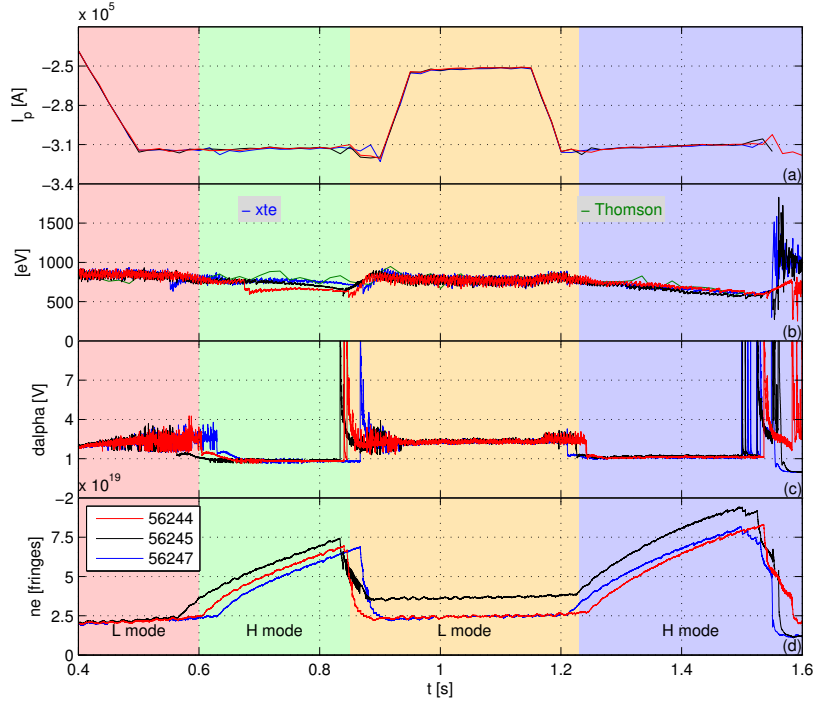 x 10^5
-2.5
-3.1
-3.4
I_p [A]
(a)
– xte
– Thomson
1500
1000
500
0
[eV]
(b)
7
4
1
-2
dalpha [V]
(c)
x 10^19
56244
56245
56247
7.5
5
2.5
0
ne [fringes]
L mode
H mode
L mode
H mode
(d)
0.4
0.6
0.8
1
1.2
1.4
1.6
t [s]